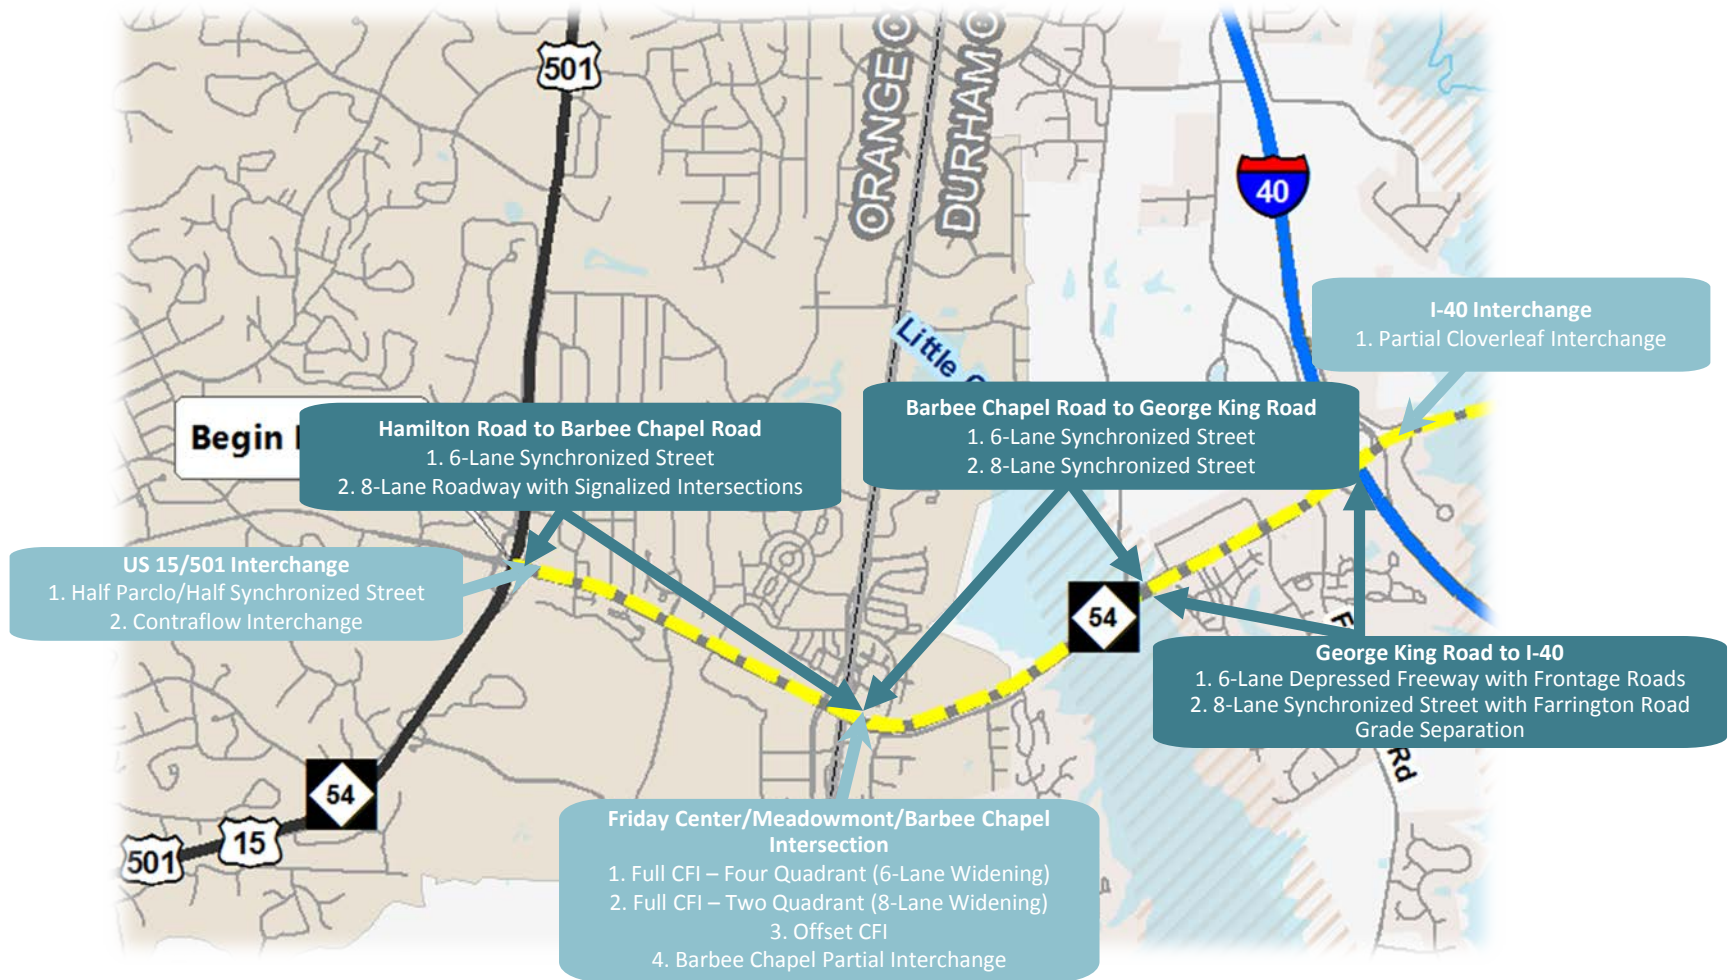 501
ORANGE CO
DURHAM CO
40
I-40 Interchange
1. Partial Cloverleaf Interchange
Little
Barbee Chapel Road to George King Road
1. 6-Lane Synchronized Street
2. 8-Lane Synchronized Street
Begin
Hamilton Road to Barbee Chapel Road
1. 6-Lane Synchronized Street
2. 8-Lane Roadway with Signalized Intersections
US 15/501 Interchange
1. Half Parclo/Half Synchronized Street
2. Contraflow Interchange
54
George King Road to I-40
1. 6-Lane Depressed Freeway with Frontage Roads
2. 8-Lane Synchronized Street with Farrington Road
Grade Separation
Rd
54
15
501
Friday Center/Meadowmont/Barbee Chapel
Intersection
1. Full CFI – Four Quadrant (6-Lane Widening)
2. Full CFI – Two Quadrant (8-Lane Widening)
3. Offset CFI
4. Barbee Chapel Partial Interchange